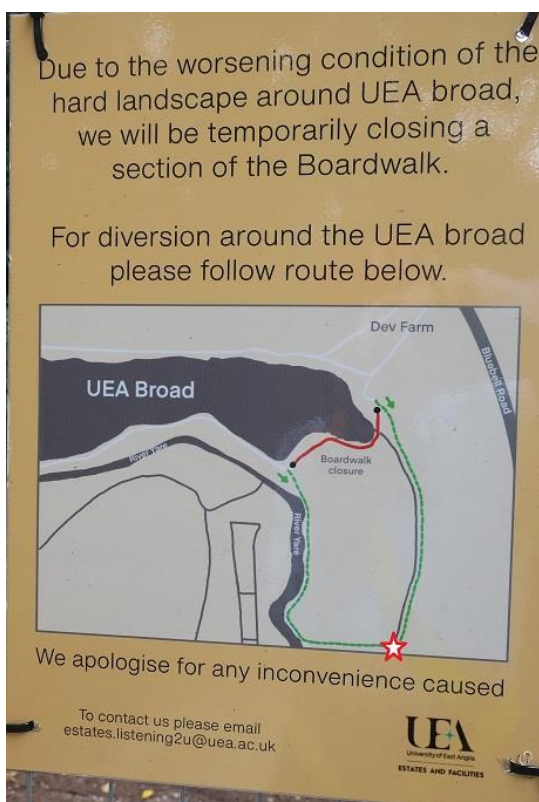 Due to the worsening condition of the
hard landscape around UEA broad,
we will be temporarily closing a
section of the Boardwalk.
For diversion around the UEA broad
please follow route below.
Dev Farm
Bluebell Road
UEA Broad
River Yare
Boardwalk
closure
River Yare
We apologise for any inconvenience caused
To contact us please email
estates.listening2u@uea.ac.uk
UEA
University of East Anglia
ESTATES AND FACILITIES